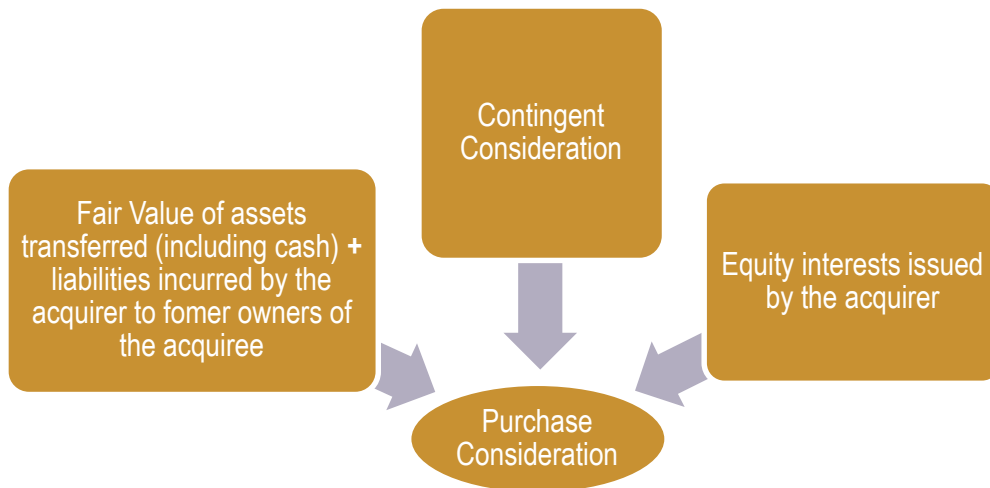 Contingent
Consideration
Fair Value of assets
transferred (including cash) +
liabilities incurred by the
acquirer to fomer owners of
the acquiree
Equity interests issued
by the acquirer
Purchase
Consideration